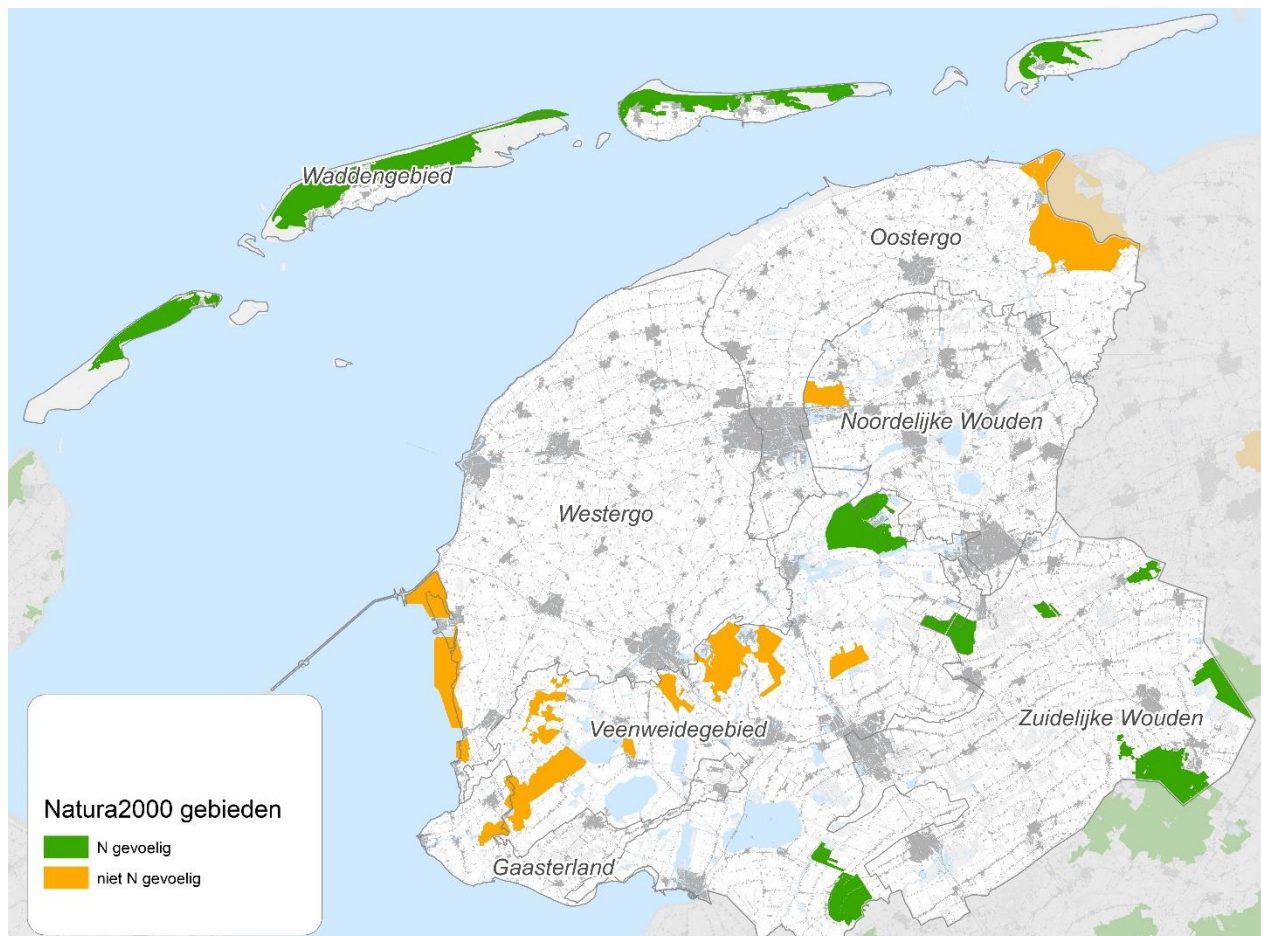 Waddengebied
Oostergo
Noordelijke Wouden
Westergo
Zuidelijke Wouden
Veenweidegebied
Gaasterland
Natura2000 gebieden
N gevoelig
niet N gevoelig